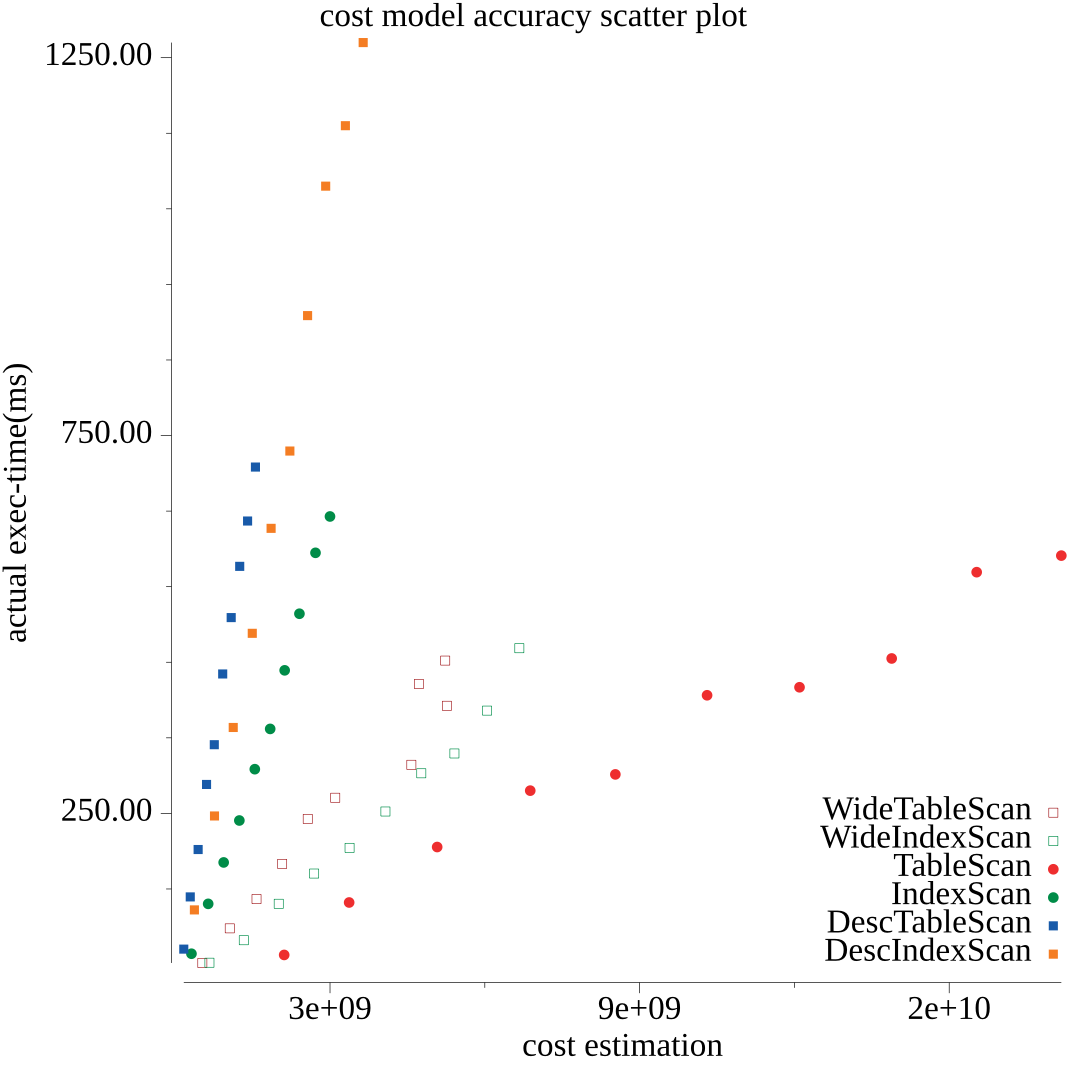 cost model accuracy scatter plot
1250.00
750.00
250.00
actual exec-time(ms)
WideTableScan
WideIndexScan
TableScan
IndexScan
DescTableScan
DescIndexScan
3e+09 9e+09 2e+10
cost estimation